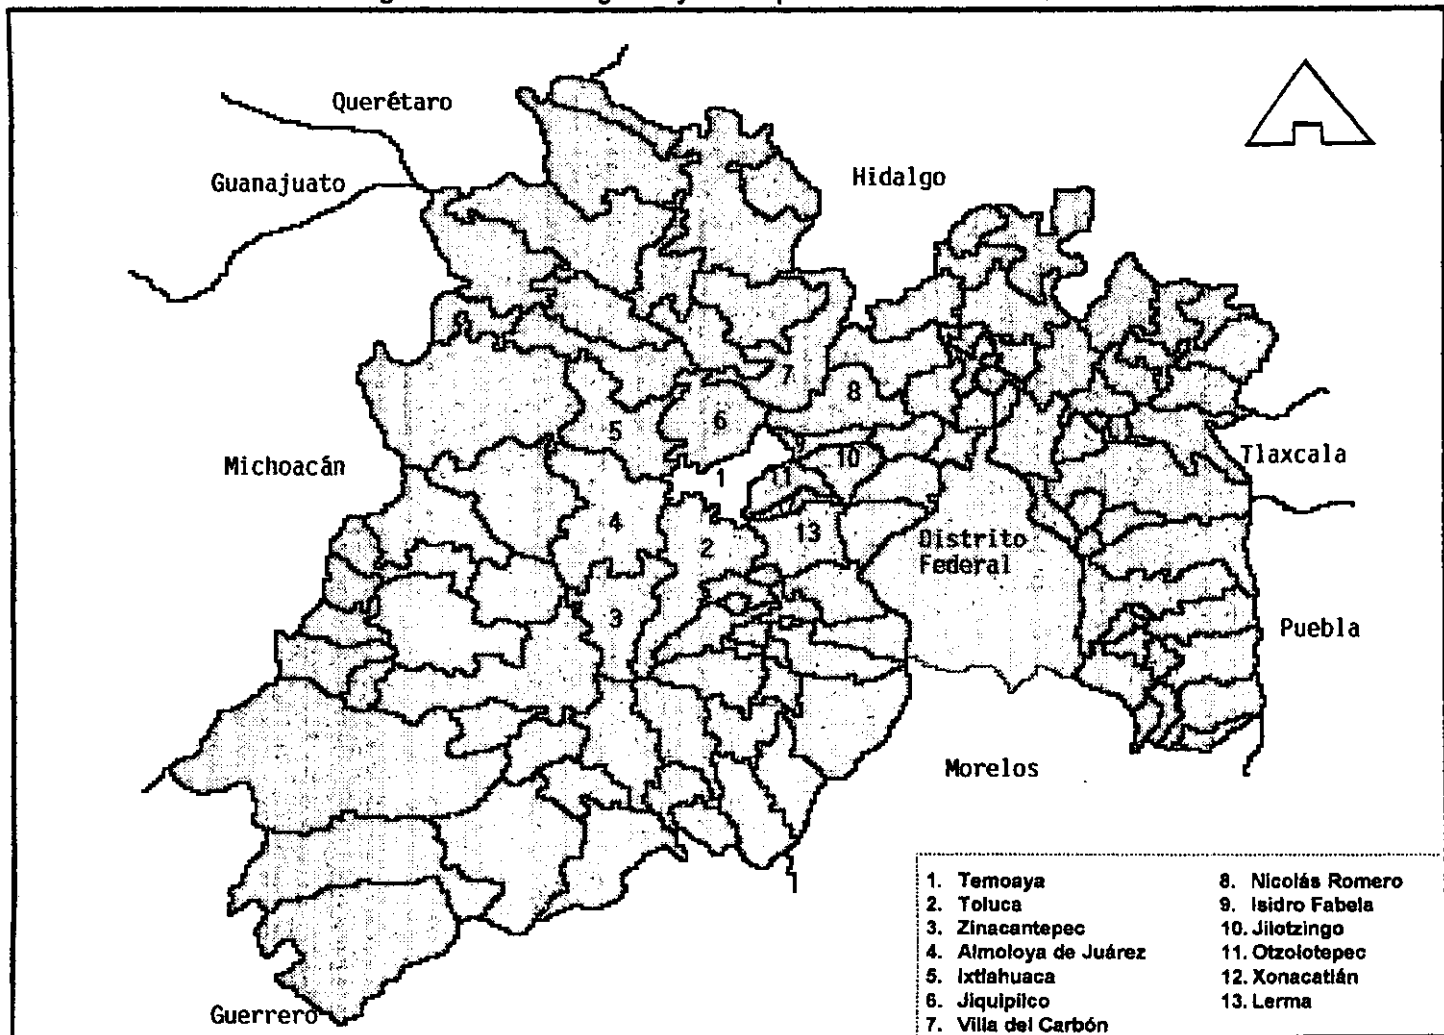 Querétaro
Guanajuato
Hidalgo
Michoacán
Tlaxcala
Distrito
Federal
Puebla
Morelos
Guerrero
7
8
6
5
9
10
1
11
4
13
2
3
1. Temoaya
2. Toluca
3. Zinacantepec
4. Almoloya de Juárez
5. Ixtlahuaca
6. Jiquipilco
7. Villa del Carbón
8. Nicolás Romero
9. Isidro Fabela
10. Jilotzingo
11. Otzolotepec
12. Xonacatlán
13. Lerma